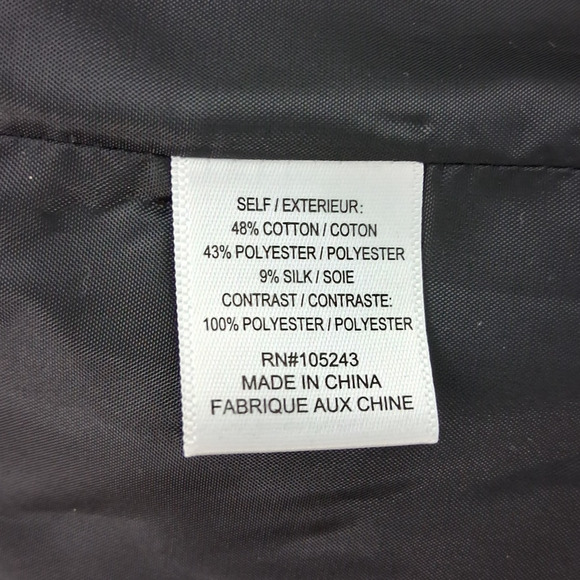 SELF / EXTERIEUR:
48% COTTON / COTON
43% POLYESTER / POLYESTER
9% SILK / SOIE
CONTRAST / CONTRASTE:
100% POLYESTER / POLYESTER
RN#105243
MADE IN CHINA
FABRIQUE AUX CHINE